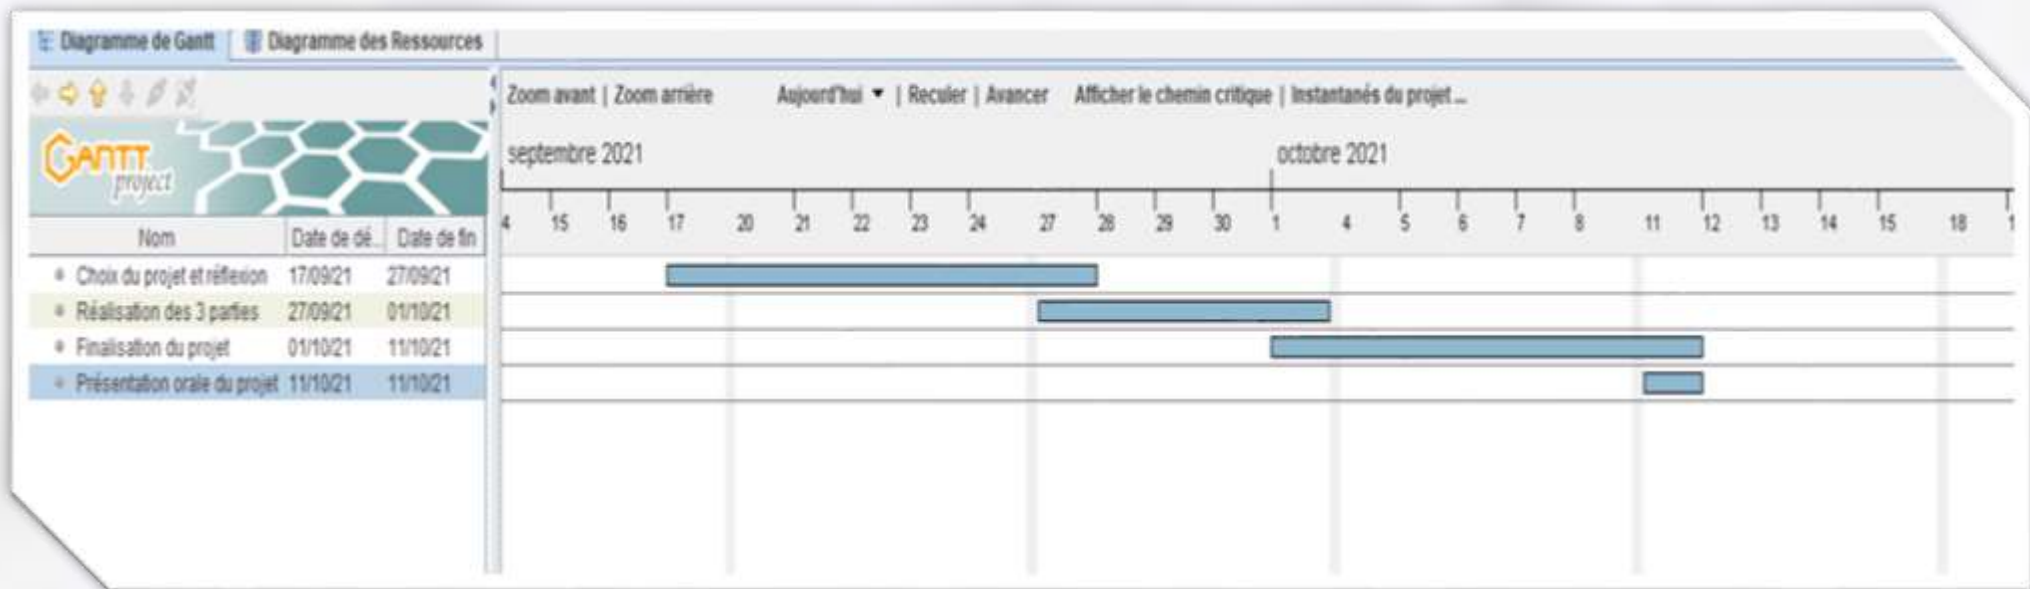 Diagramme de Gantt Diagramme des Ressources
Zoom avant | Zoom arrière Aujourd'hui ▼ | Reculer | Avancer Afficher le chemin critique | Instantanés du projet ...
GANTT
project
septembre 2021 octobre 2021
4 15 16 17 20 21 22 23 24 27 28 29 30 1 4 5 6 7 8 11 12 13 14 15 18 1
Nom Date de dé... Date de fin
Choix du projet et réflexion 17/09/21 27/09/21
Réalisation des 3 parties 27/09/21 01/10/21
Finalisation du projet 01/10/21 11/10/21
Présentation orale du projet 11/10/21 11/10/21